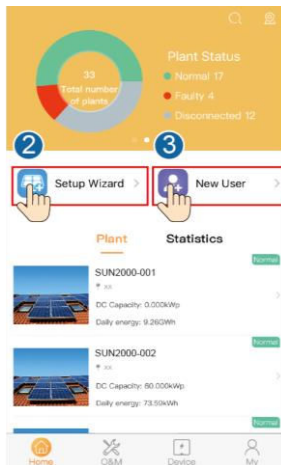 Plant Status
33
Total number
of plants
Normal 17
Faulty 4
Disconnected 12
2
3
Setup Wizard
New User
Plant
Statistics
Normal
SUN2000-001
xx
DC Capacity: 0.000kWp
Daily energy: 9.26GWh
Normal
SUN2000-002
xx
DC Capacity: 60.000kWp
Daily energy: 73.59kWh
Normal
Home
O&M
Device
My